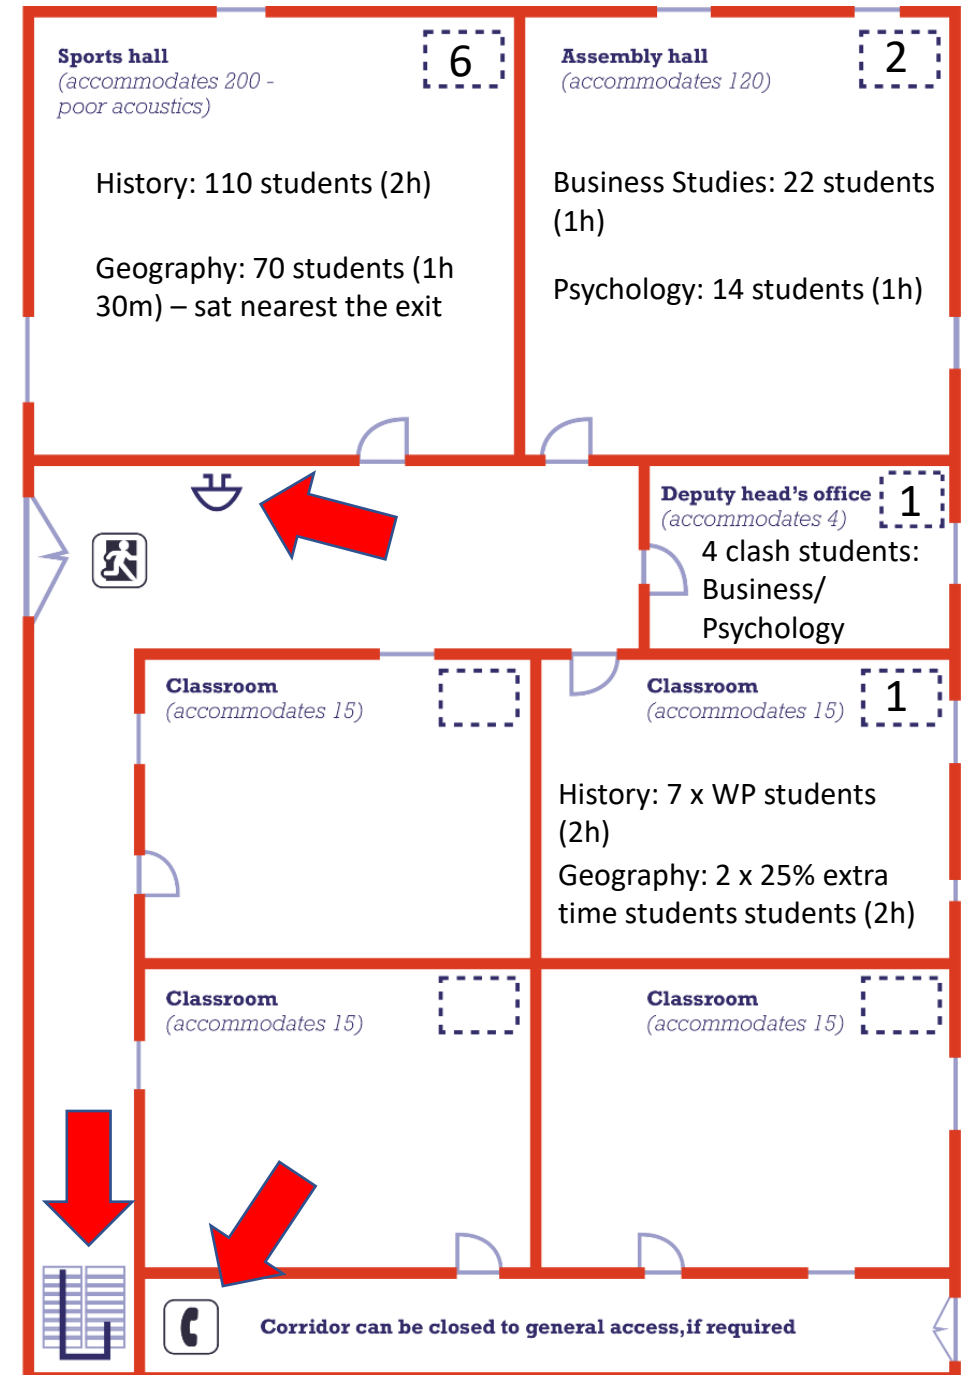 Sports hall
(accommodates 200 -
poor acoustics)
6
History: 110 students (2h)
Geography: 70 students (1h
30m) – sat nearest the exit
Assembly hall
(accommodates 120)
2
Business Studies: 22 students
(1h)
Psychology: 14 students (1h)
Deputy head's office
(accommodates 4)
1
4 clash students:
Business/
Psychology
Classroom
(accommodates 15)
Classroom
(accommodates 15)
1
History: 7 x WP students
(2h)
Geography: 2 x 25% extra
time students students (2h)
Classroom
(accommodates 15)
Classroom
(accommodates 15)
Corridor can be closed to general access,if required